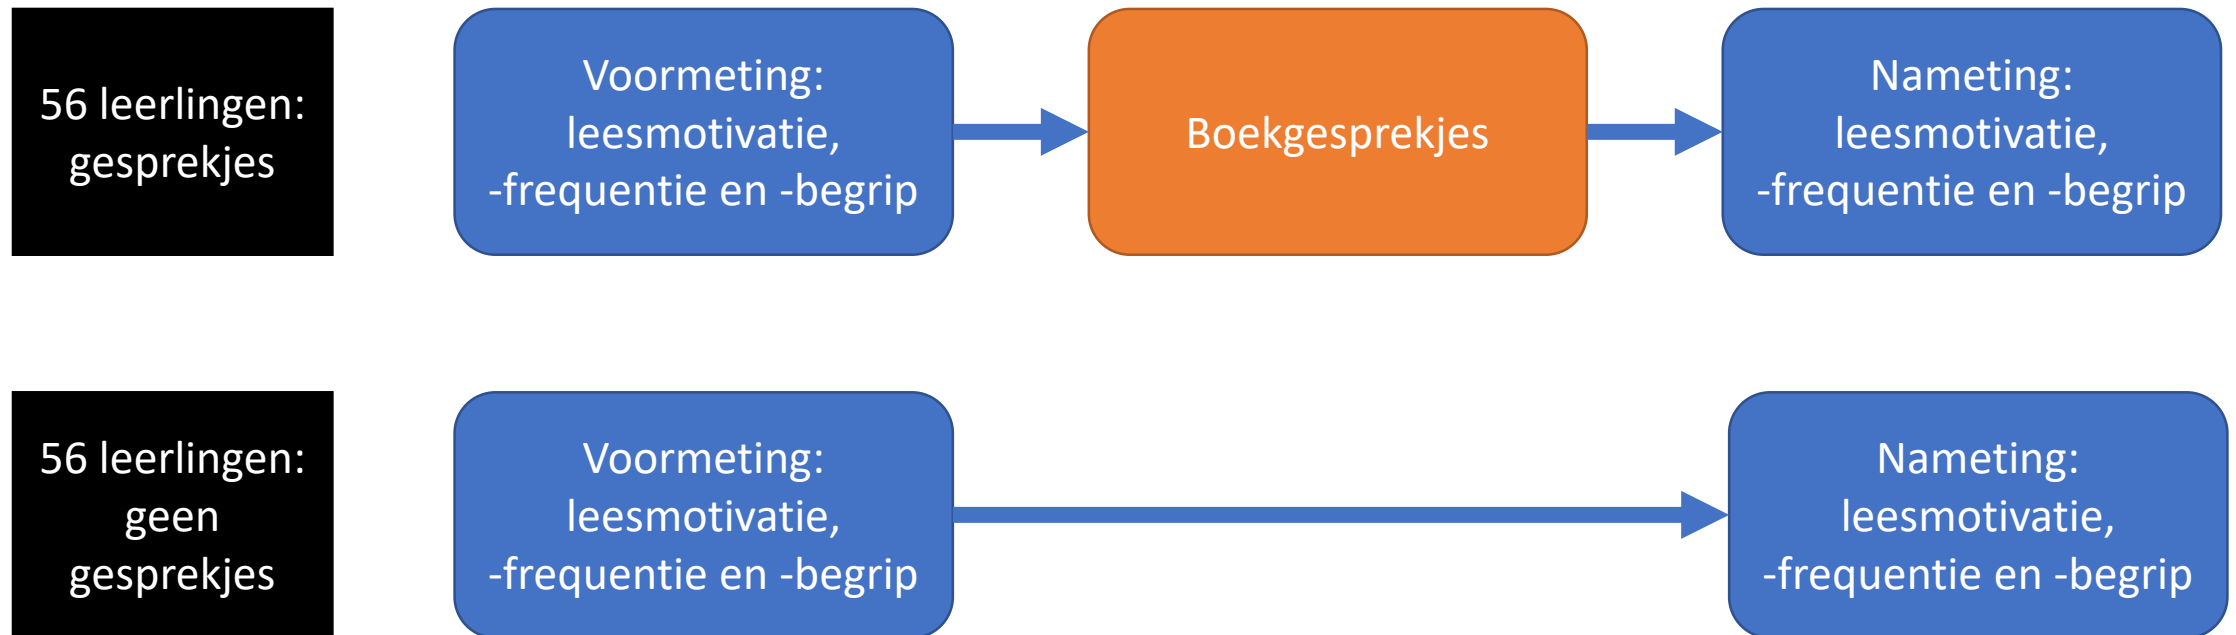 56 leerlingen:
gesprekjes
Voormeting:
leesmotivatie,
-frequentie en -begrip
Boekgesprekjes
Nameting:
leesmotivatie,
-frequentie en -begrip
56 leerlingen:
geen
gesprekjes
Voormeting:
leesmotivatie,
-frequentie en -begrip
Nameting:
leesmotivatie,
-frequentie en -begrip